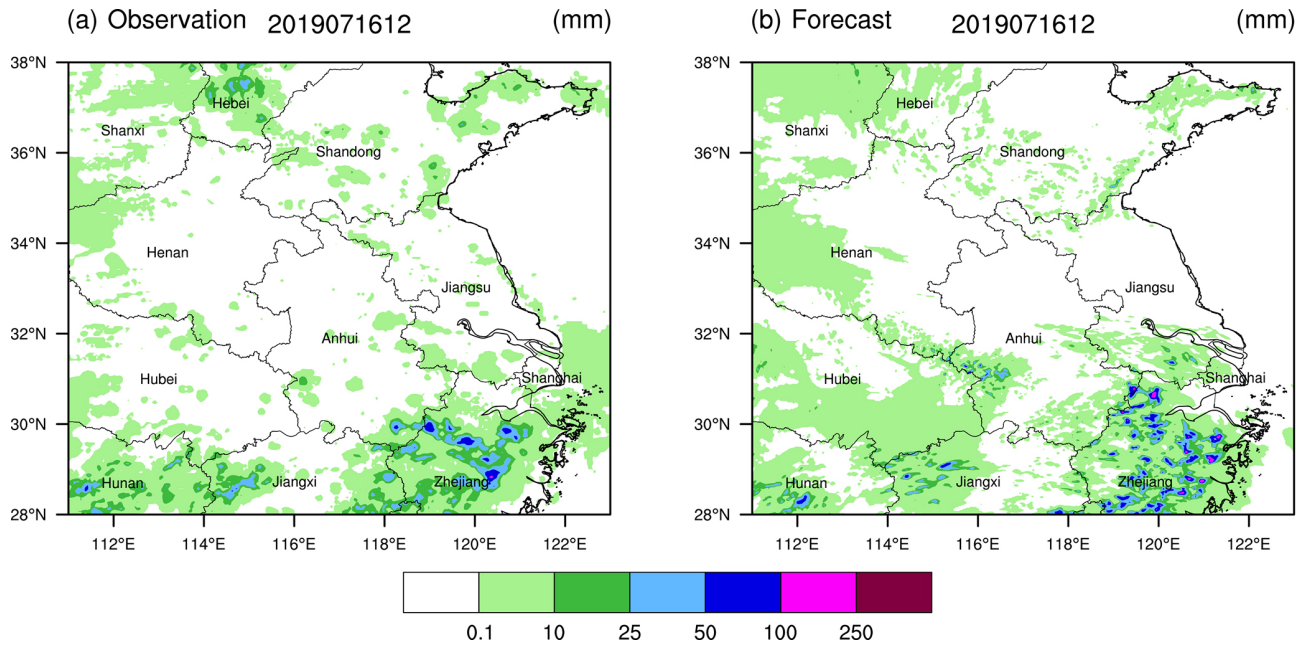 (a) Observation 2019071612 (mm)
38°N
36°N
34°N
32°N
30°N
28°N
Hebei
Shanxi
Shandong
Henan
Jiangsu
Anhui
Hubei
Shanghai
Hunan
Jiangxi
Zhejiang
112°E 114°E 116°E 118°E 120°E 122°E
(b) Forecast 2019071612 (mm)
38°N
36°N
34°N
32°N
30°N
28°N
Hebei
Shanxi
Shandong
Henan
Jiangsu
Anhui
Hubei
Shanghai
Hunan
Jiangxi
Zhejiang
112°E 114°E 116°E 118°E 120°E 122°E
0.1 10 25 50 100 250